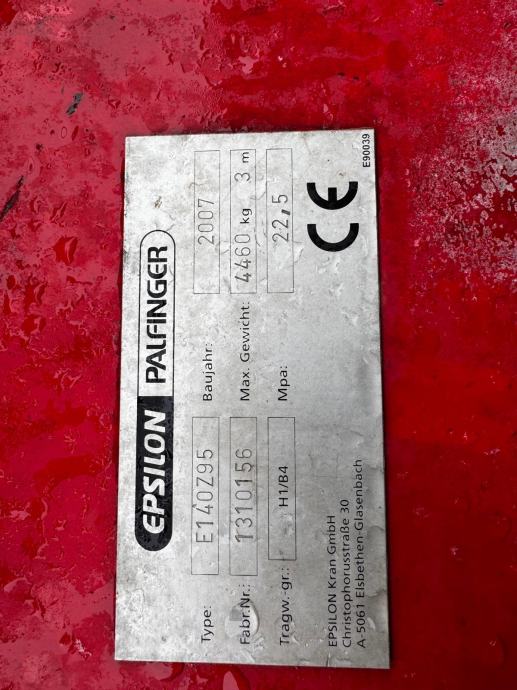 EPSILON PALFINGER
Type: E140Z95 Baujahr: 2007
Fabr.Nr.: 1310156 Max. Gewicht: 4460 kg 3 m
Tragw.-gr.: H1/B4 Mpa: 22,5
EPSILON Kran GmbH
Christophorusstraße 30
A-5061 Elsbethen-Glasenbach
CE
E90039